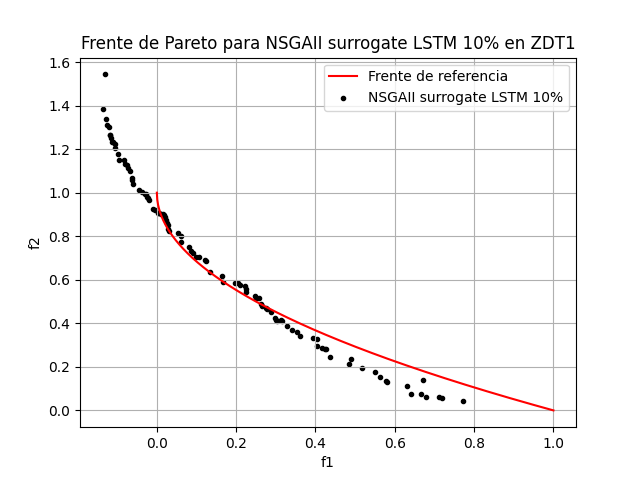 Frente de Pareto para NSGAII surrogate LSTM 10% en ZDT1
Frente de referencia
NSGAII surrogate LSTM 10%
1.6
1.4
1.2
1.0
0.8
0.6
0.4
0.2
0.0
f2
0.0 0.2 0.4 0.6 0.8 1.0
f1